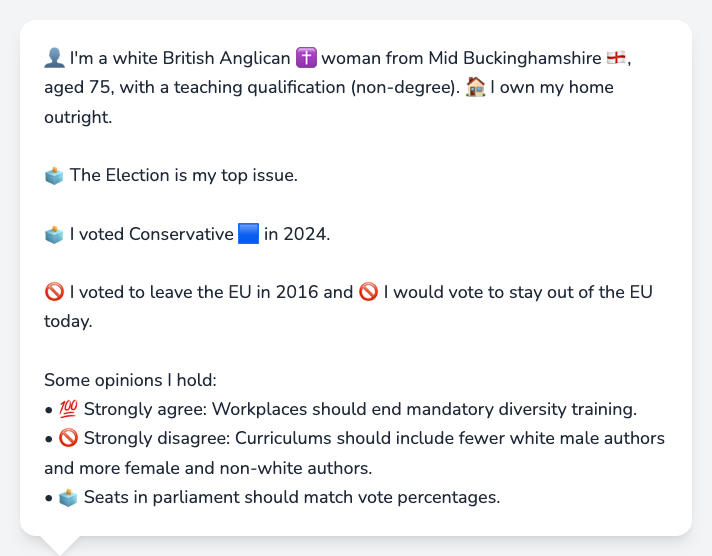 👤 I'm a white British Anglican ✝️ woman from Mid Buckinghamshire 🏴󠁧󠁢󠁥󠁮󠁧󠁿,
aged 75, with a teaching qualification (non-degree). 🏠 I own my home
outright.
🗳️ The Election is my top issue.
🗳️ I voted Conservative 🟦 in 2024.
🚫 I voted to leave the EU in 2016 and 🚫 I would vote to stay out of the EU
today.
Some opinions I hold:
• 💯 Strongly agree: Workplaces should end mandatory diversity training.
• 🚫 Strongly disagree: Curriculums should include fewer white male authors
and more female and non-white authors.
• 🗳️ Seats in parliament should match vote percentages.